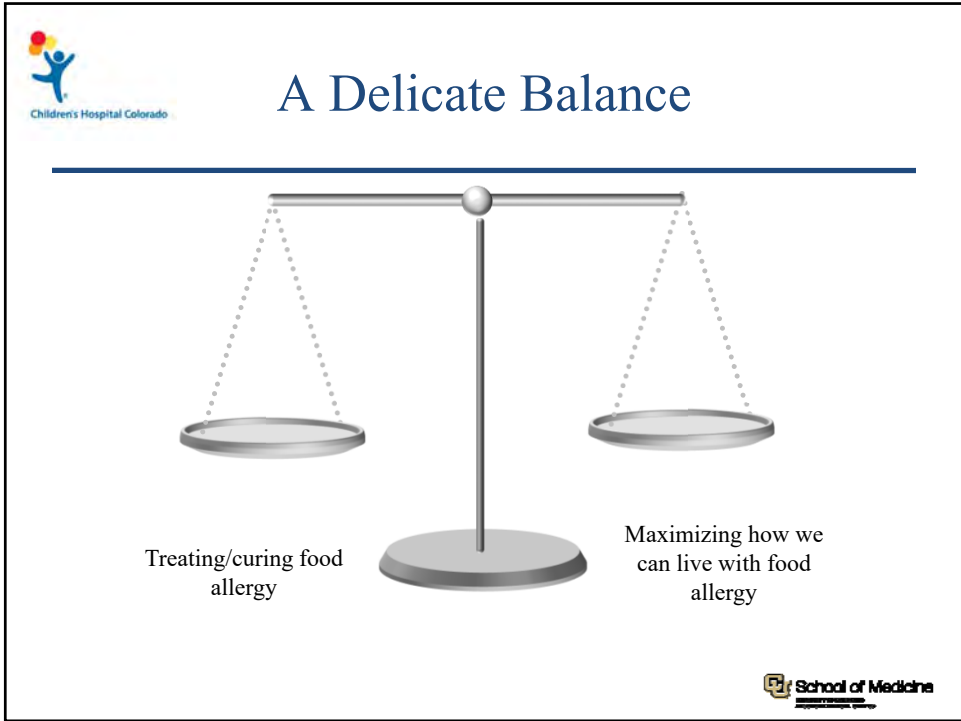 Children's Hospital Colorado
A Delicate Balance
Treating/curing food
allergy
Maximizing how we
can live with food
allergy
School of Medicine